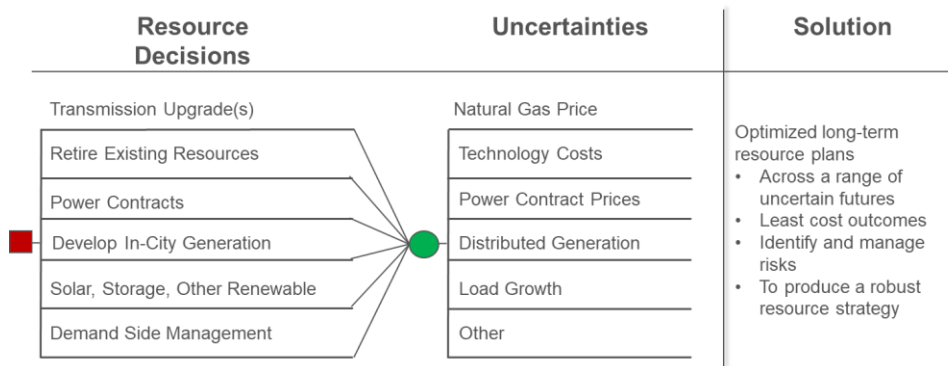 Resource
Decisions
Uncertainties
Solution
Transmission Upgrade(s)
Retire Existing Resources
Power Contracts
Develop In-City Generation
Solar, Storage, Other Renewable
Demand Side Management
Natural Gas Price
Technology Costs
Power Contract Prices
Distributed Generation
Load Growth
Other
Optimized long-term
resource plans
• Across a range of
uncertain futures
• Least cost outcomes
• Identify and manage
risks
• To produce a robust
resource strategy